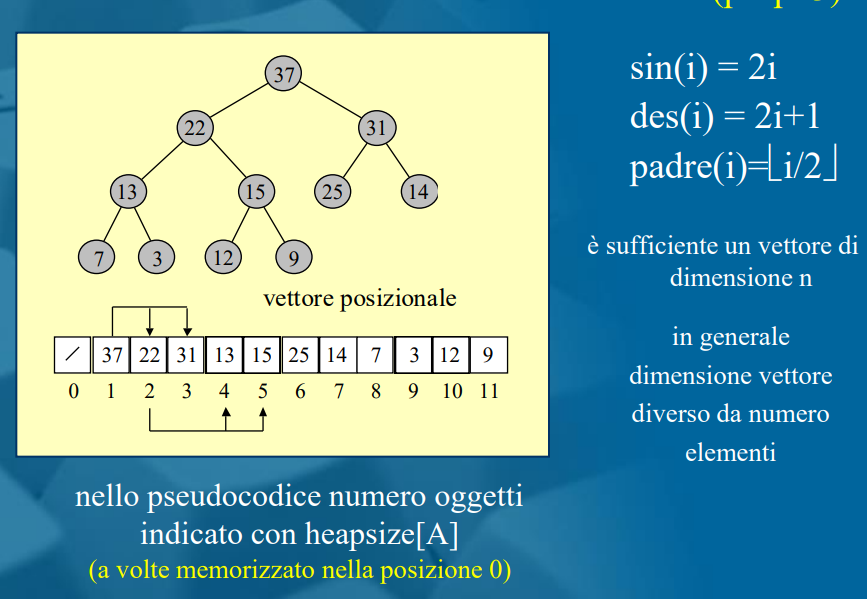 37
22 31
13 15 25 14
7 3 12 9
vettore posizionale
37 22 31 13 15 25 14 7 3 12 9
0 1 2 3 4 5 6 7 8 9 10 11
nello pseudocodice numero oggetti
indicato con heapsize[A]
(a volte memorizzato nella posizione 0)
sin(i) = 2i
des(i) = 2i+1
padre(i)=⌊i/2⌋
è sufficiente un vettore di
dimensione n
in generale
dimensione vettore
diverso da numero
elementi